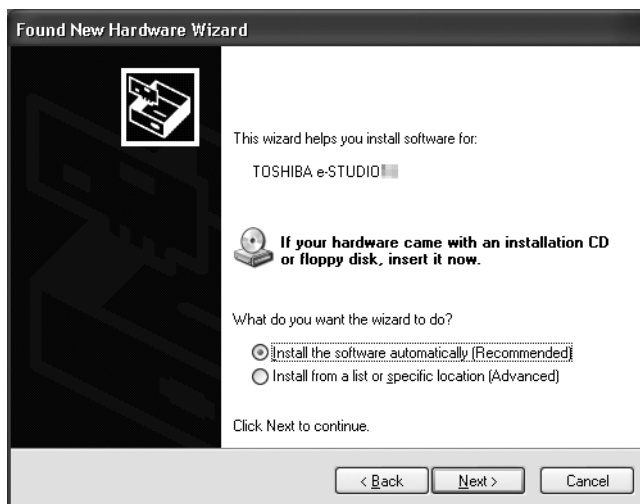 Found New Hardware Wizard
This wizard helps you install software for:
TOSHIBA e-STUDIO
If your hardware came with an installation CD
or floppy disk, insert it now.
What do you want the wizard to do?
Install the software automatically (Recommended)
Install from a list or specific location (Advanced)
Click Next to continue.
< Back Next > Cancel